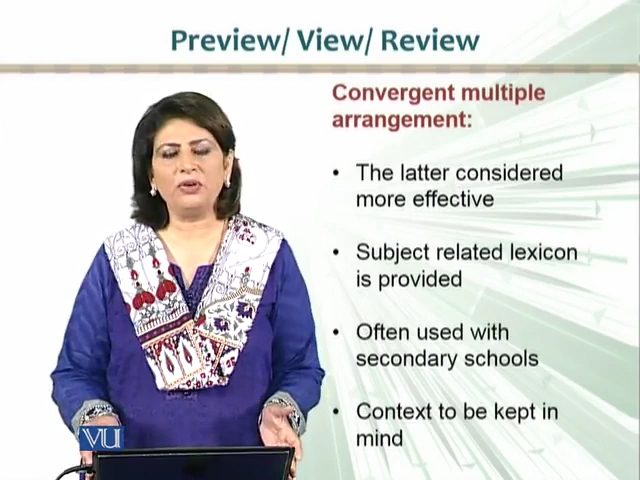 Preview/ View/ Review
Convergent multiple
arrangement:
• The latter considered
more effective
• Subject related lexicon
is provided
• Often used with
secondary schools
• Context to be kept in
mind
VU